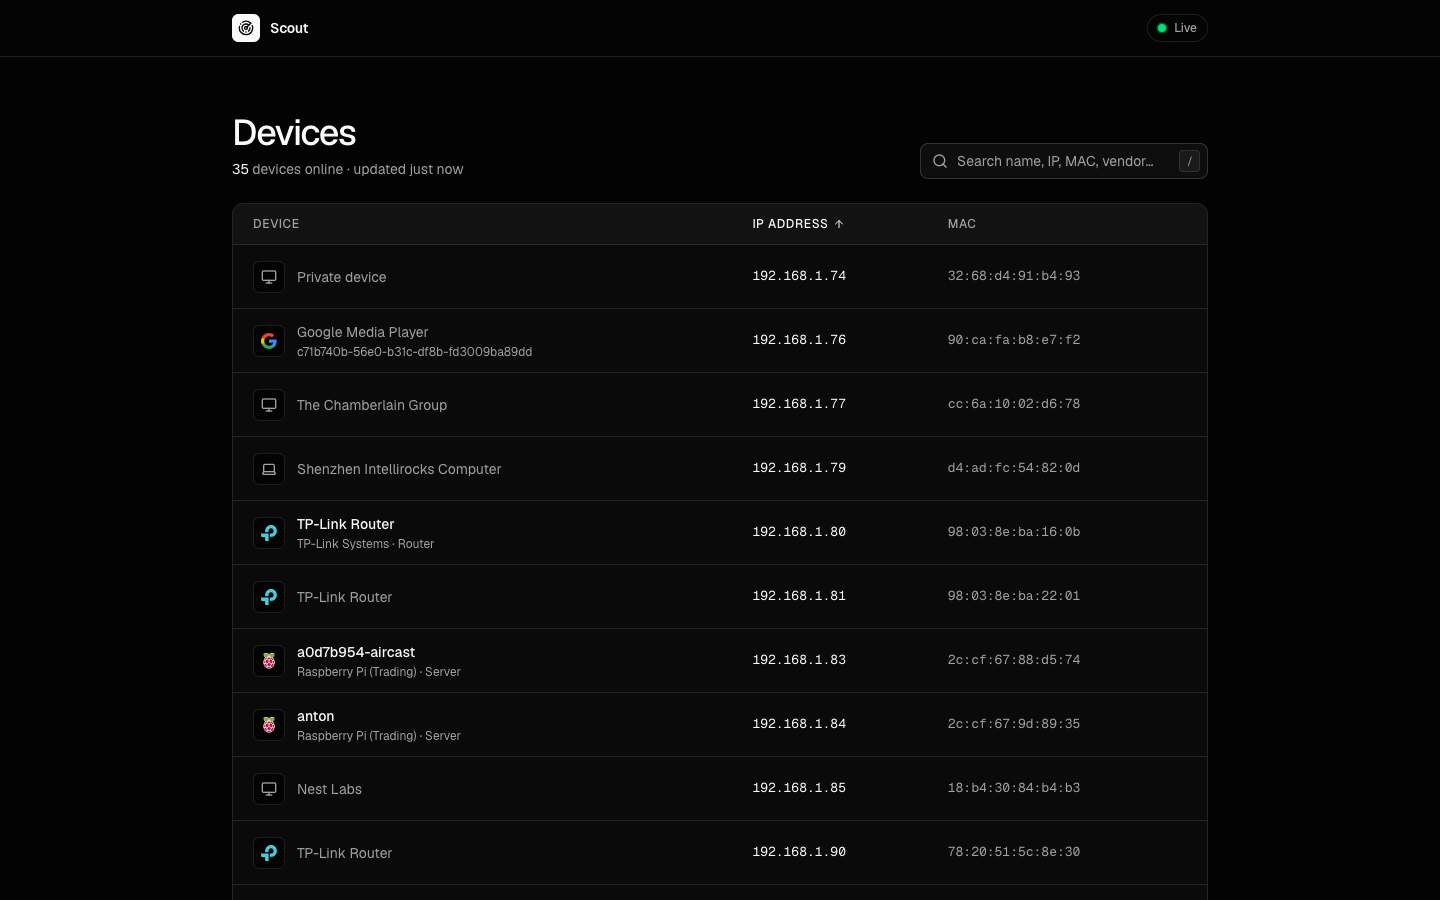 Scout
Live
Devices
35 devices online · updated just now
Search name, IP, MAC, vendor…
/
DEVICE IP ADDRESS ↑ MAC
Private device 192.168.1.74 32:68:d4:91:b4:93
Google Media Player
c71b740b-56e0-b31c-df8b-fd3009ba89dd
192.168.1.76 90:ca:fa:b8:e7:f2
The Chamberlain Group 192.168.1.77 cc:6a:10:02:d6:78
Shenzhen Intellirocks Computer 192.168.1.79 d4:ad:fc:54:82:0d
TP-Link Router
TP-Link Systems · Router
192.168.1.80 98:03:8e:ba:16:0b
TP-Link Router 192.168.1.81 98:03:8e:ba:22:01
a0d7b954-aircast
Raspberry Pi (Trading) · Server
192.168.1.83 2c:cf:67:88:d5:74
anton
Raspberry Pi (Trading) · Server
192.168.1.84 2c:cf:67:9d:89:35
Nest Labs 192.168.1.85 18:b4:30:84:b4:b3
TP-Link Router 192.168.1.90 78:20:51:5c:8e:30